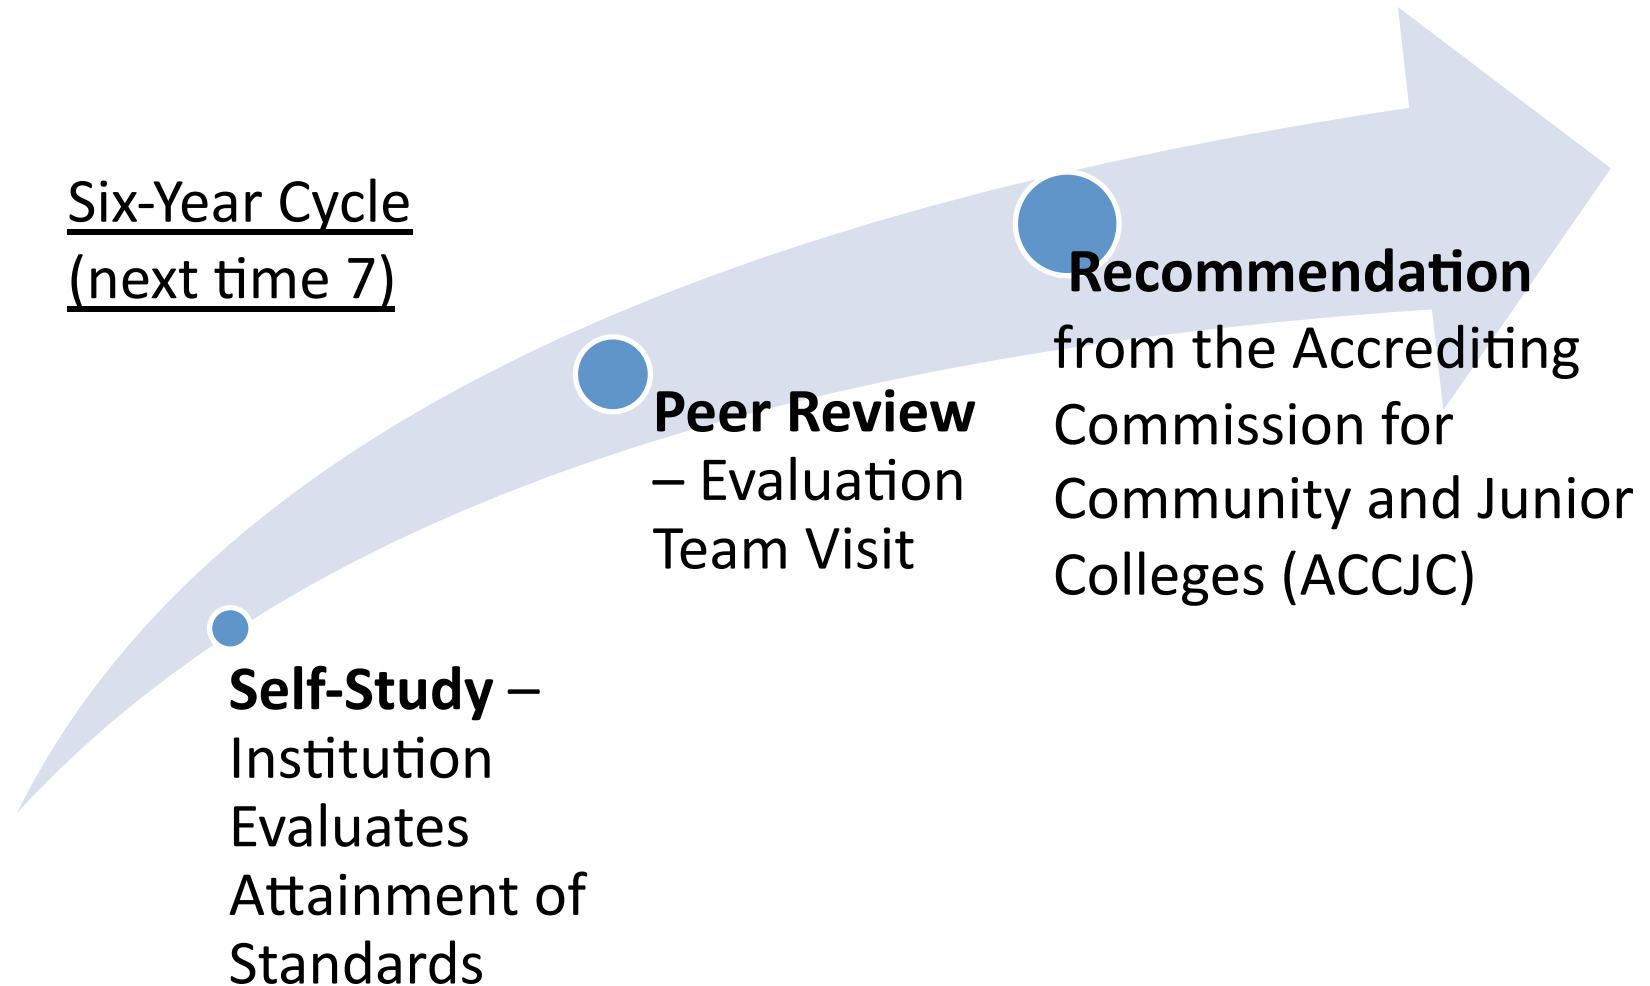 Six-Year Cycle
(next time 7)
Self-Study –
Institution
Evaluates
Attainment of
Standards
Peer Review
– Evaluation
Team Visit
Recommendation
from the Accrediting
Commission for
Community and Junior
Colleges (ACCJC)